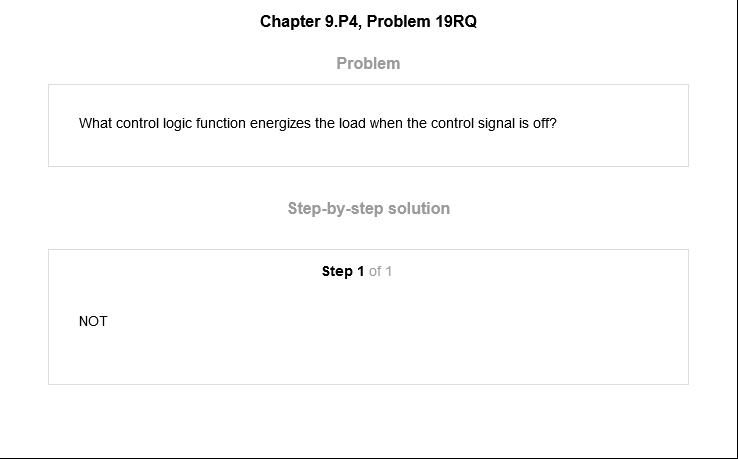 Chapter 9.P4, Problem 19RQ
Problem
What control logic function energizes the load when the control signal is off?
Step-by-step solution
Step 1 of 1
NOT